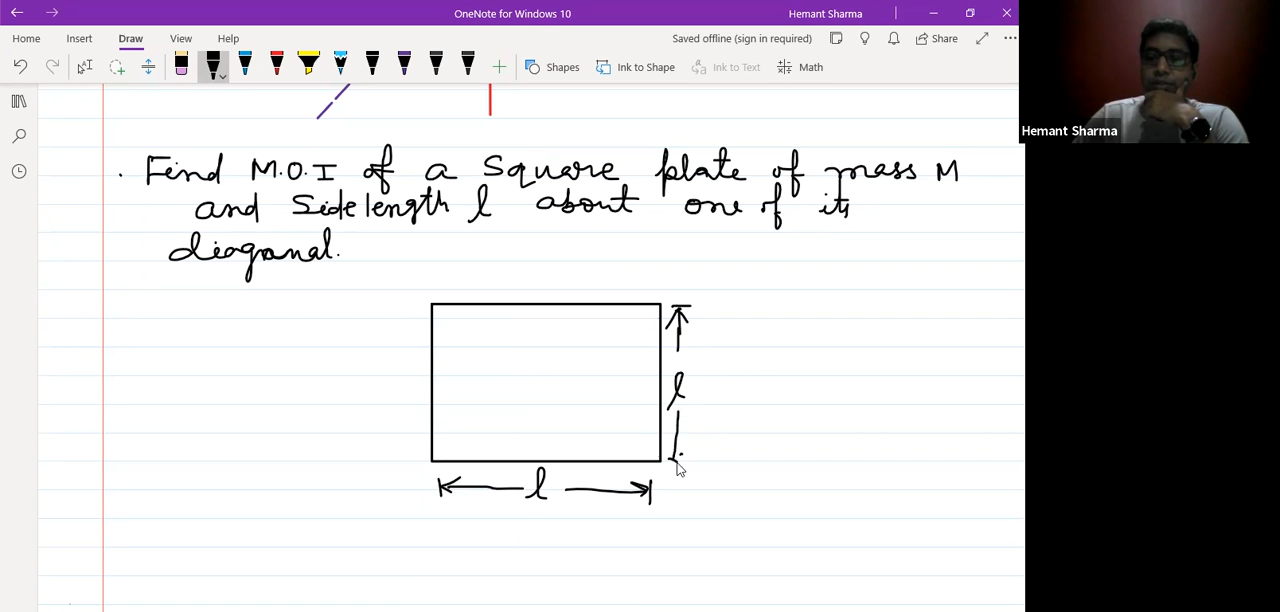 OneNote for Windows 10
Hemant Sharma
Home Insert Draw View Help
Saved offline (sign in required)
Share
Shapes
Ink to Shape
Ink to Text
Math
Hemant Sharma
. Find M.O.I of a Square plate of mass M
and Side length l about one of its
diagonal.
l
l